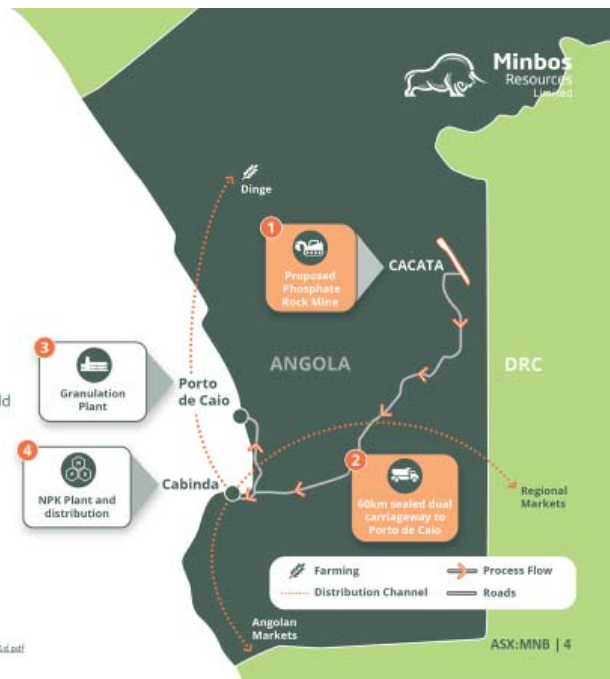 Minbos
Resources
Limited
Dinge
1
Proposed
Phosphate
Rock Mine
CACATA
ANGOLA
DRC
3
Granulation
Plant
Porto
de Caio
ld
4
NPK Plant and
distribution
Cabinda
2
60km sealed dual
carriageway to
Porto de Caio
Regional
Markets
Farming
Process Flow
Distribution Channel
Roads
Angolan
Markets
ASX:MNB | 4